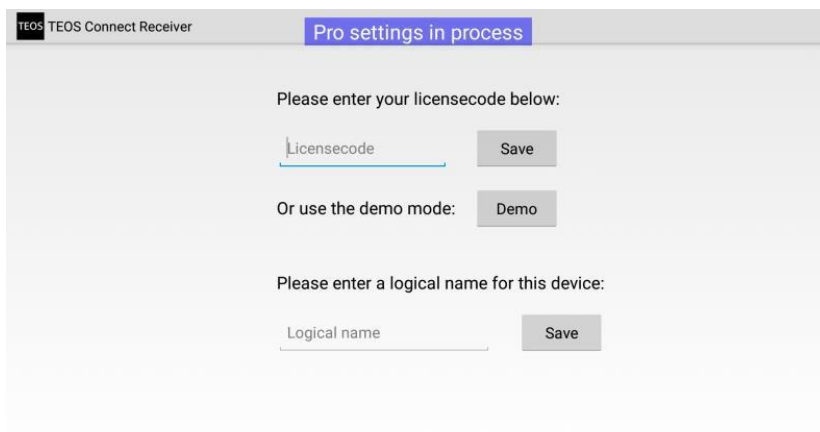 TEOS TEOS Connect Receiver
Pro settings in process
Please enter your licensecode below:
Licensecode Save
Or use the demo mode: Demo
Please enter a logical name for this device:
Logical name Save